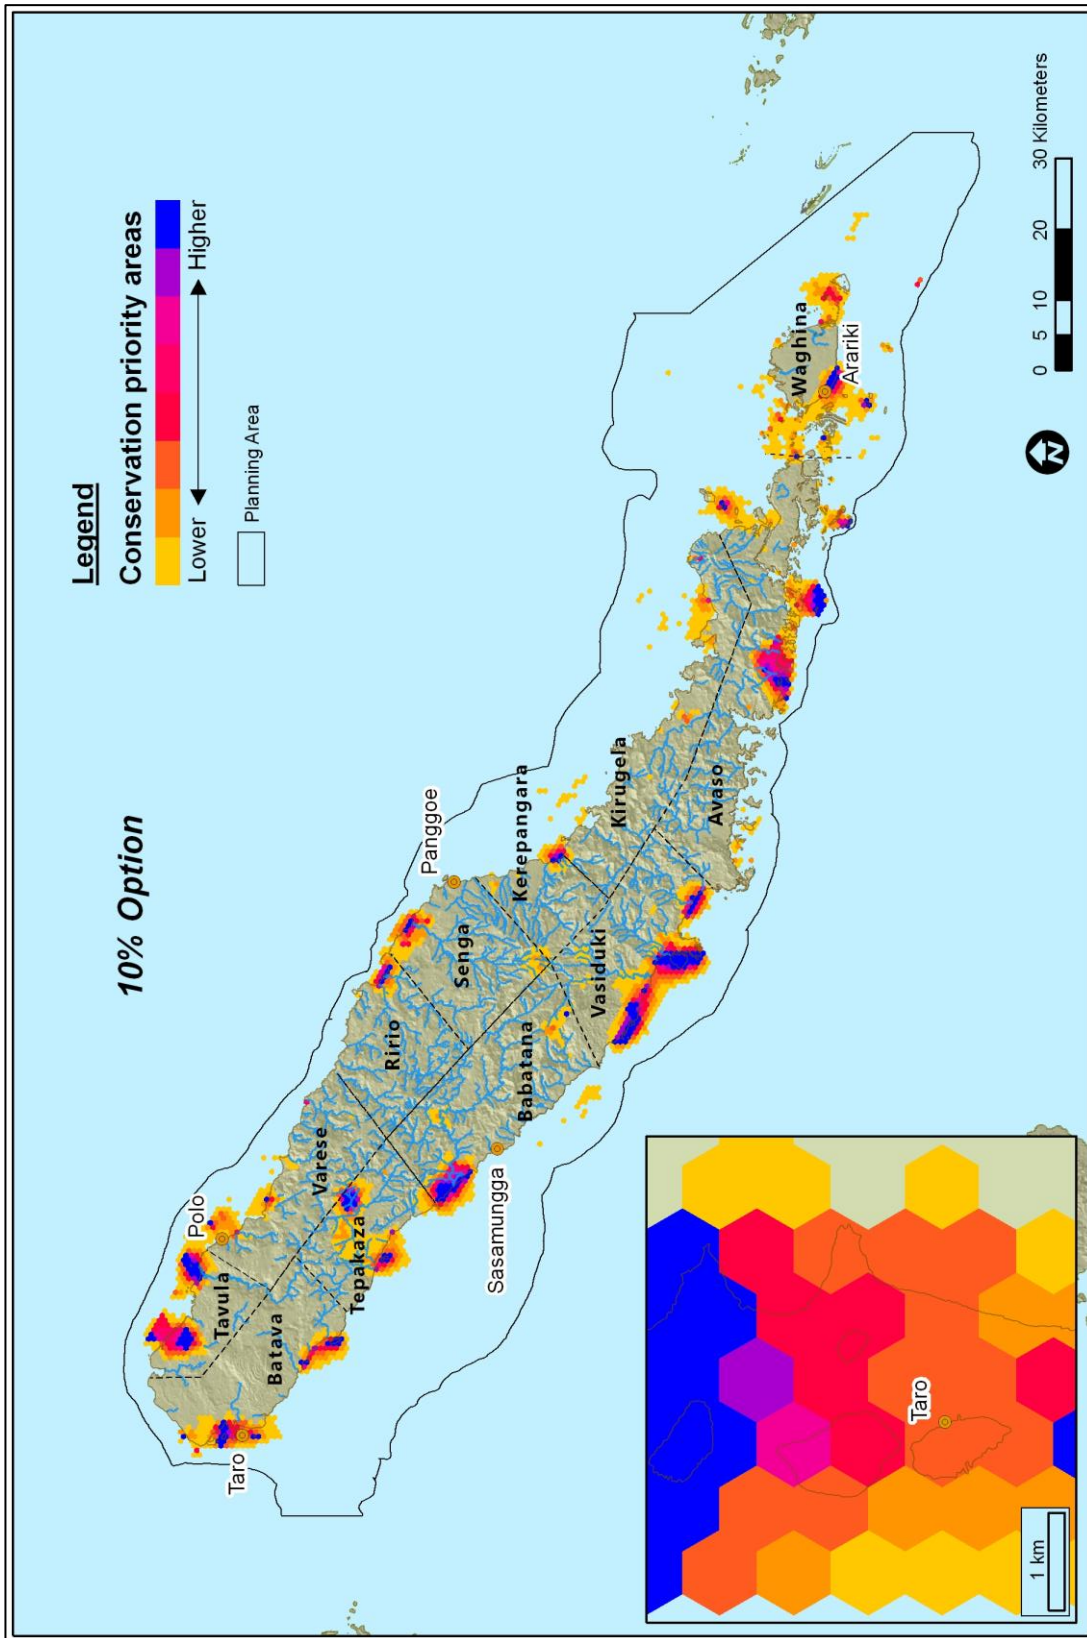 10% Option
Legend
Conservation priority areas
Lower
Higher
Planning Area
Taro
Polo
Tavula
Batava
Varese
Tepakaza
Ririo
Sasamungga
Panggoe
Senga
Babatana
Kerepangara
Vasiduki
Kirugela
Avaso
Waghina
Arariki
N
0 5 10 20 30 Kilometers
Taro
1 km